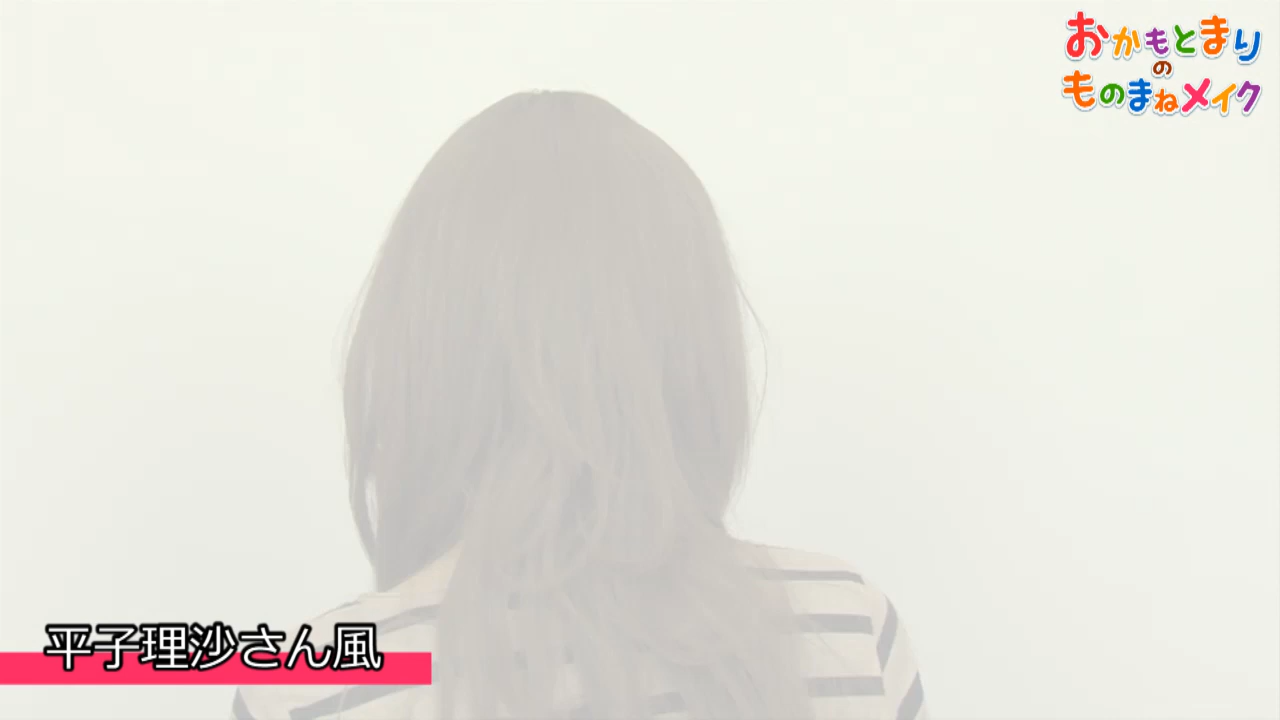 おかもとまり
の
ものまねメイク
平子理沙さん風